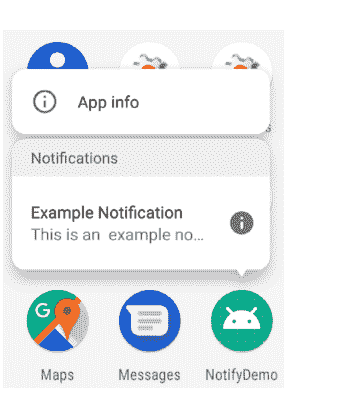 App info
s
Notifications
Example Notification
This is an example no...
G
Maps
Messages
NotifyDemo